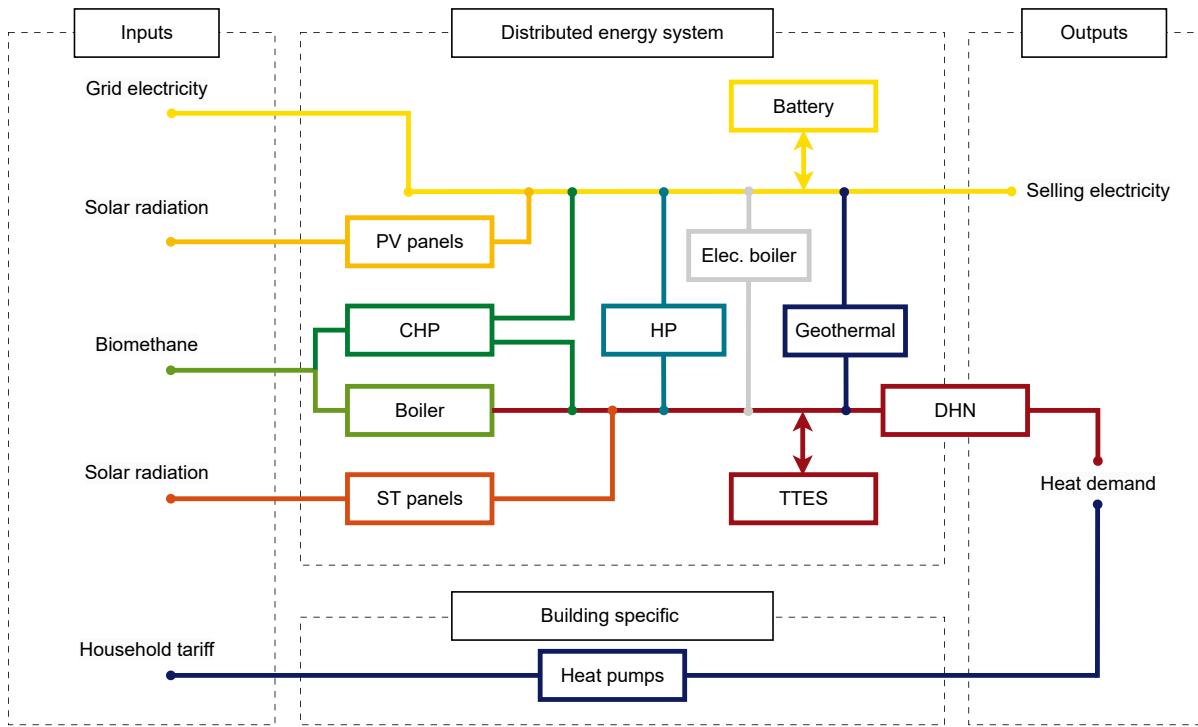 Inputs
Distributed energy system
Outputs
Grid electricity
Battery
Solar radiation
Selling electricity
PV panels
Elec. boiler
Biomethane
CHP
HP
Geothermal
Boiler
DHN
Solar radiation
ST panels
TTES
Heat demand
Building specific
Household tariff
Heat pumps